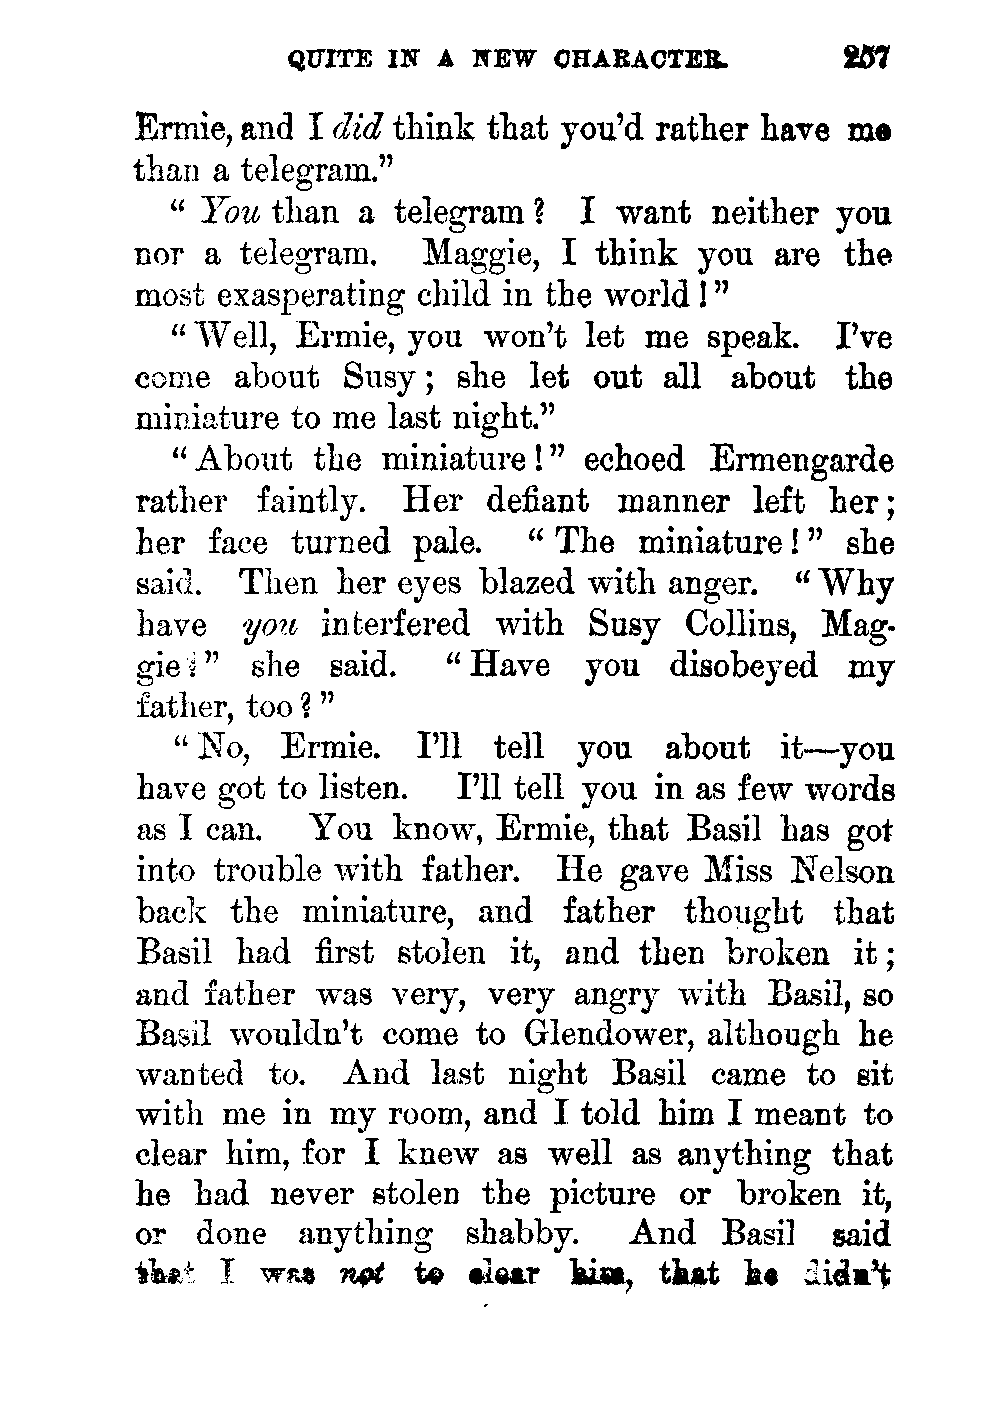 QUITE IN A NEW CHARACTER. 257
Ermie, and I did think that you'd rather have me
than a telegram."
"You than a telegram? I want neither you
nor a telegram. Maggie, I think you are the
most exasperating child in the world!"
"Well, Ermie, you won't let me speak. I've
come about Susy; she let out all about the
miniature to me last night."
"About the miniature!" echoed Ermengarde
rather faintly. Her defiant manner left her;
her face turned pale. "The miniature!" she
said. Then her eyes blazed with anger. "Why
have you interfered with Susy Collins, Mag-
gie?" she said. "Have you disobeyed my
father, too?"
"No, Ermie. I'll tell you about it—you
have got to listen. I'll tell you in as few words
as I can. You know, Ermie, that Basil has got
into trouble with father. He gave Miss Nelson
back the miniature, and father thought that
Basil had first stolen it, and then broken it;
and father was very, very angry with Basil, so
Basil wouldn't come to Glendower, although he
wanted to. And last night Basil came to sit
with me in my room, and I told him I meant to
clear him, for I knew as well as anything that
he had never stolen the picture or broken it,
or done anything shabby. And Basil said
that I was not to clear him, that he didn't